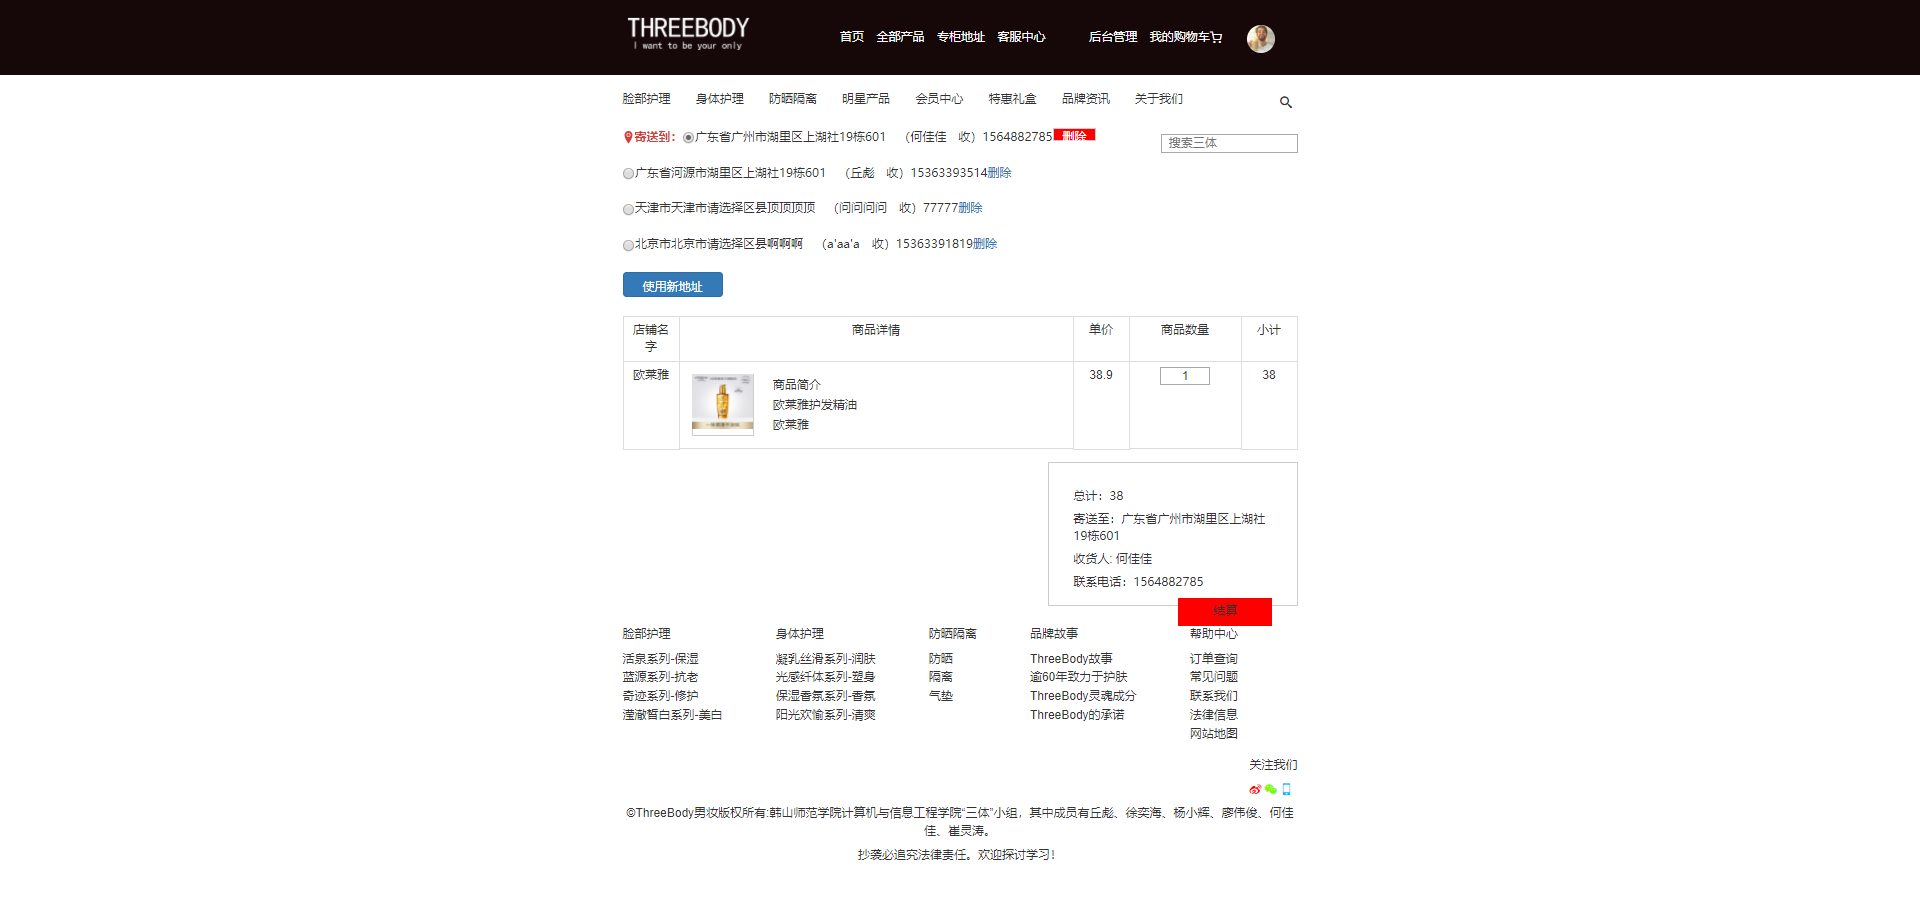 THREEBODY
I want to be your only
首页 全部产品 专柜地址 客服中心 后台管理 我的购物车
脸部护理 身体护理 防晒隔离 明星产品 会员中心 特惠礼盒 品牌资讯 关于我们
寄送到：广东省广州市湖里区上湖社19栋601 （何佳佳 收）1564882785 删除
搜索三体
广东省河源市湖里区上湖社19栋601 （丘彪 收）15363393514删除
天津市天津市请选择区县顶顶顶顶 （问问问问 收）77777删除
北京市北京市请选择区县啊啊啊 （a'aa'a 收）15363391819删除
使用新地址
店铺名字 商品详情 单价 商品数量 小计
欧莱雅 商品简介 38.9 1 38
欧莱雅护发精油
欧莱雅
总计：38
寄送至：广东省广州市湖里区上湖社
19栋601
收货人: 何佳佳
联系电话：1564882785
结算
脸部护理 身体护理 防晒隔离 品牌故事 帮助中心
活泉系列-保湿 凝乳丝滑系列-润肤 防晒 ThreeBody故事 订单查询
蓝源系列-抗老 光感纤体系列-塑身 隔离 逾60年致力于护肤 常见问题
奇迹系列-修护 保湿香氛系列-香氛 气垫 ThreeBody灵魂成分 联系我们
滢澈皙白系列-美白 阳光欢愉系列-清爽 ThreeBody的承诺 法律信息
网站地图
关注我们
©ThreeBody男妆版权所有:韩山师范学院计算机与信息工程学院“三体”小组，其中成员有丘彪、徐奕海、杨小辉、廖伟俊、何佳
佳、崔灵涛。
抄袭必追究法律责任。欢迎探讨学习！